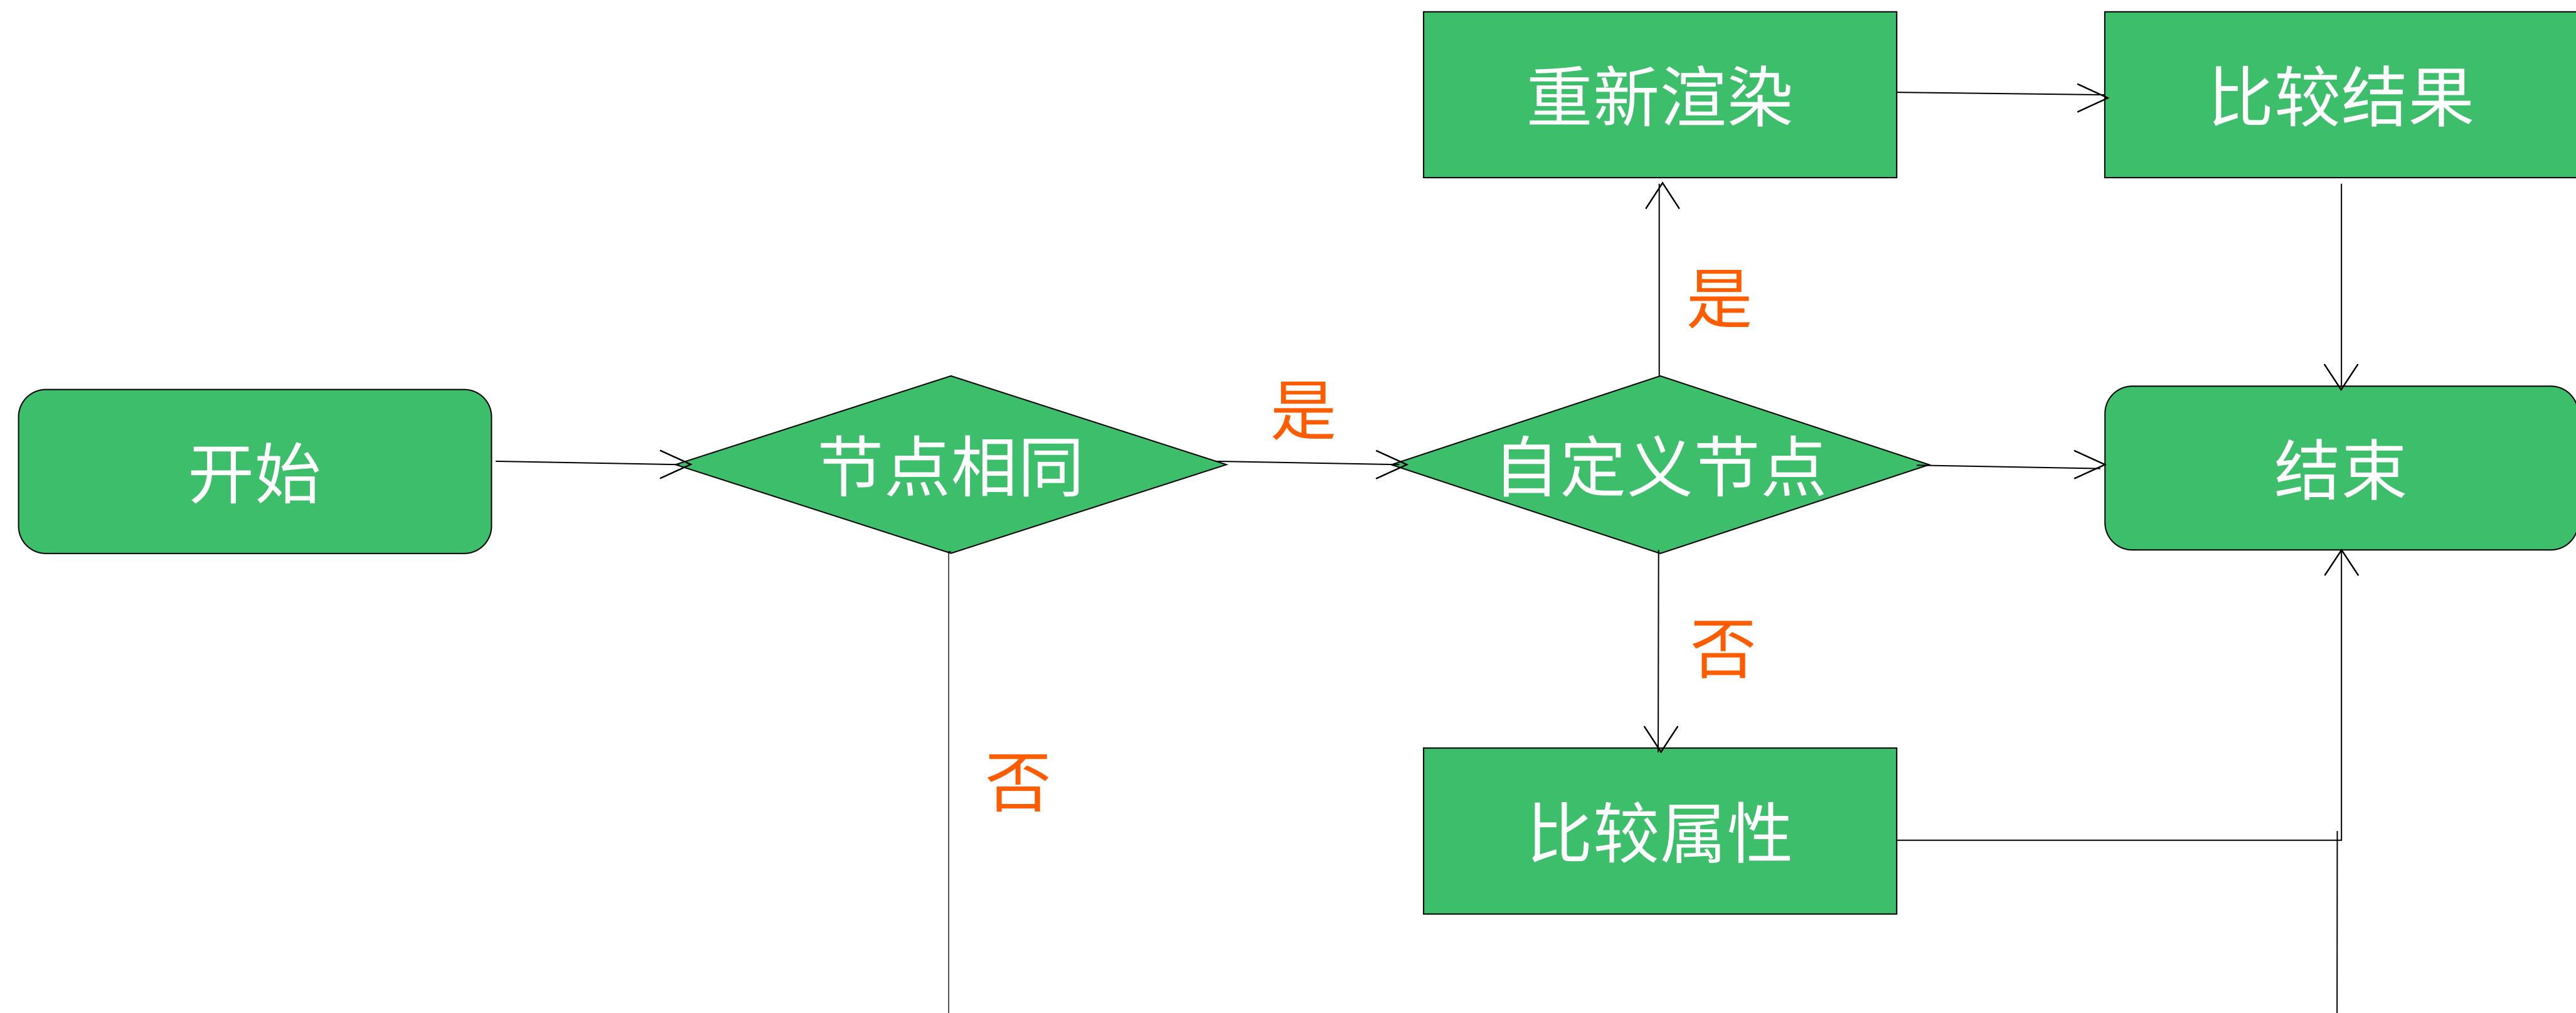 重新渲染
比较结果
是
是
开始
节点相同
自定义节点
结束
否
否
比较属性